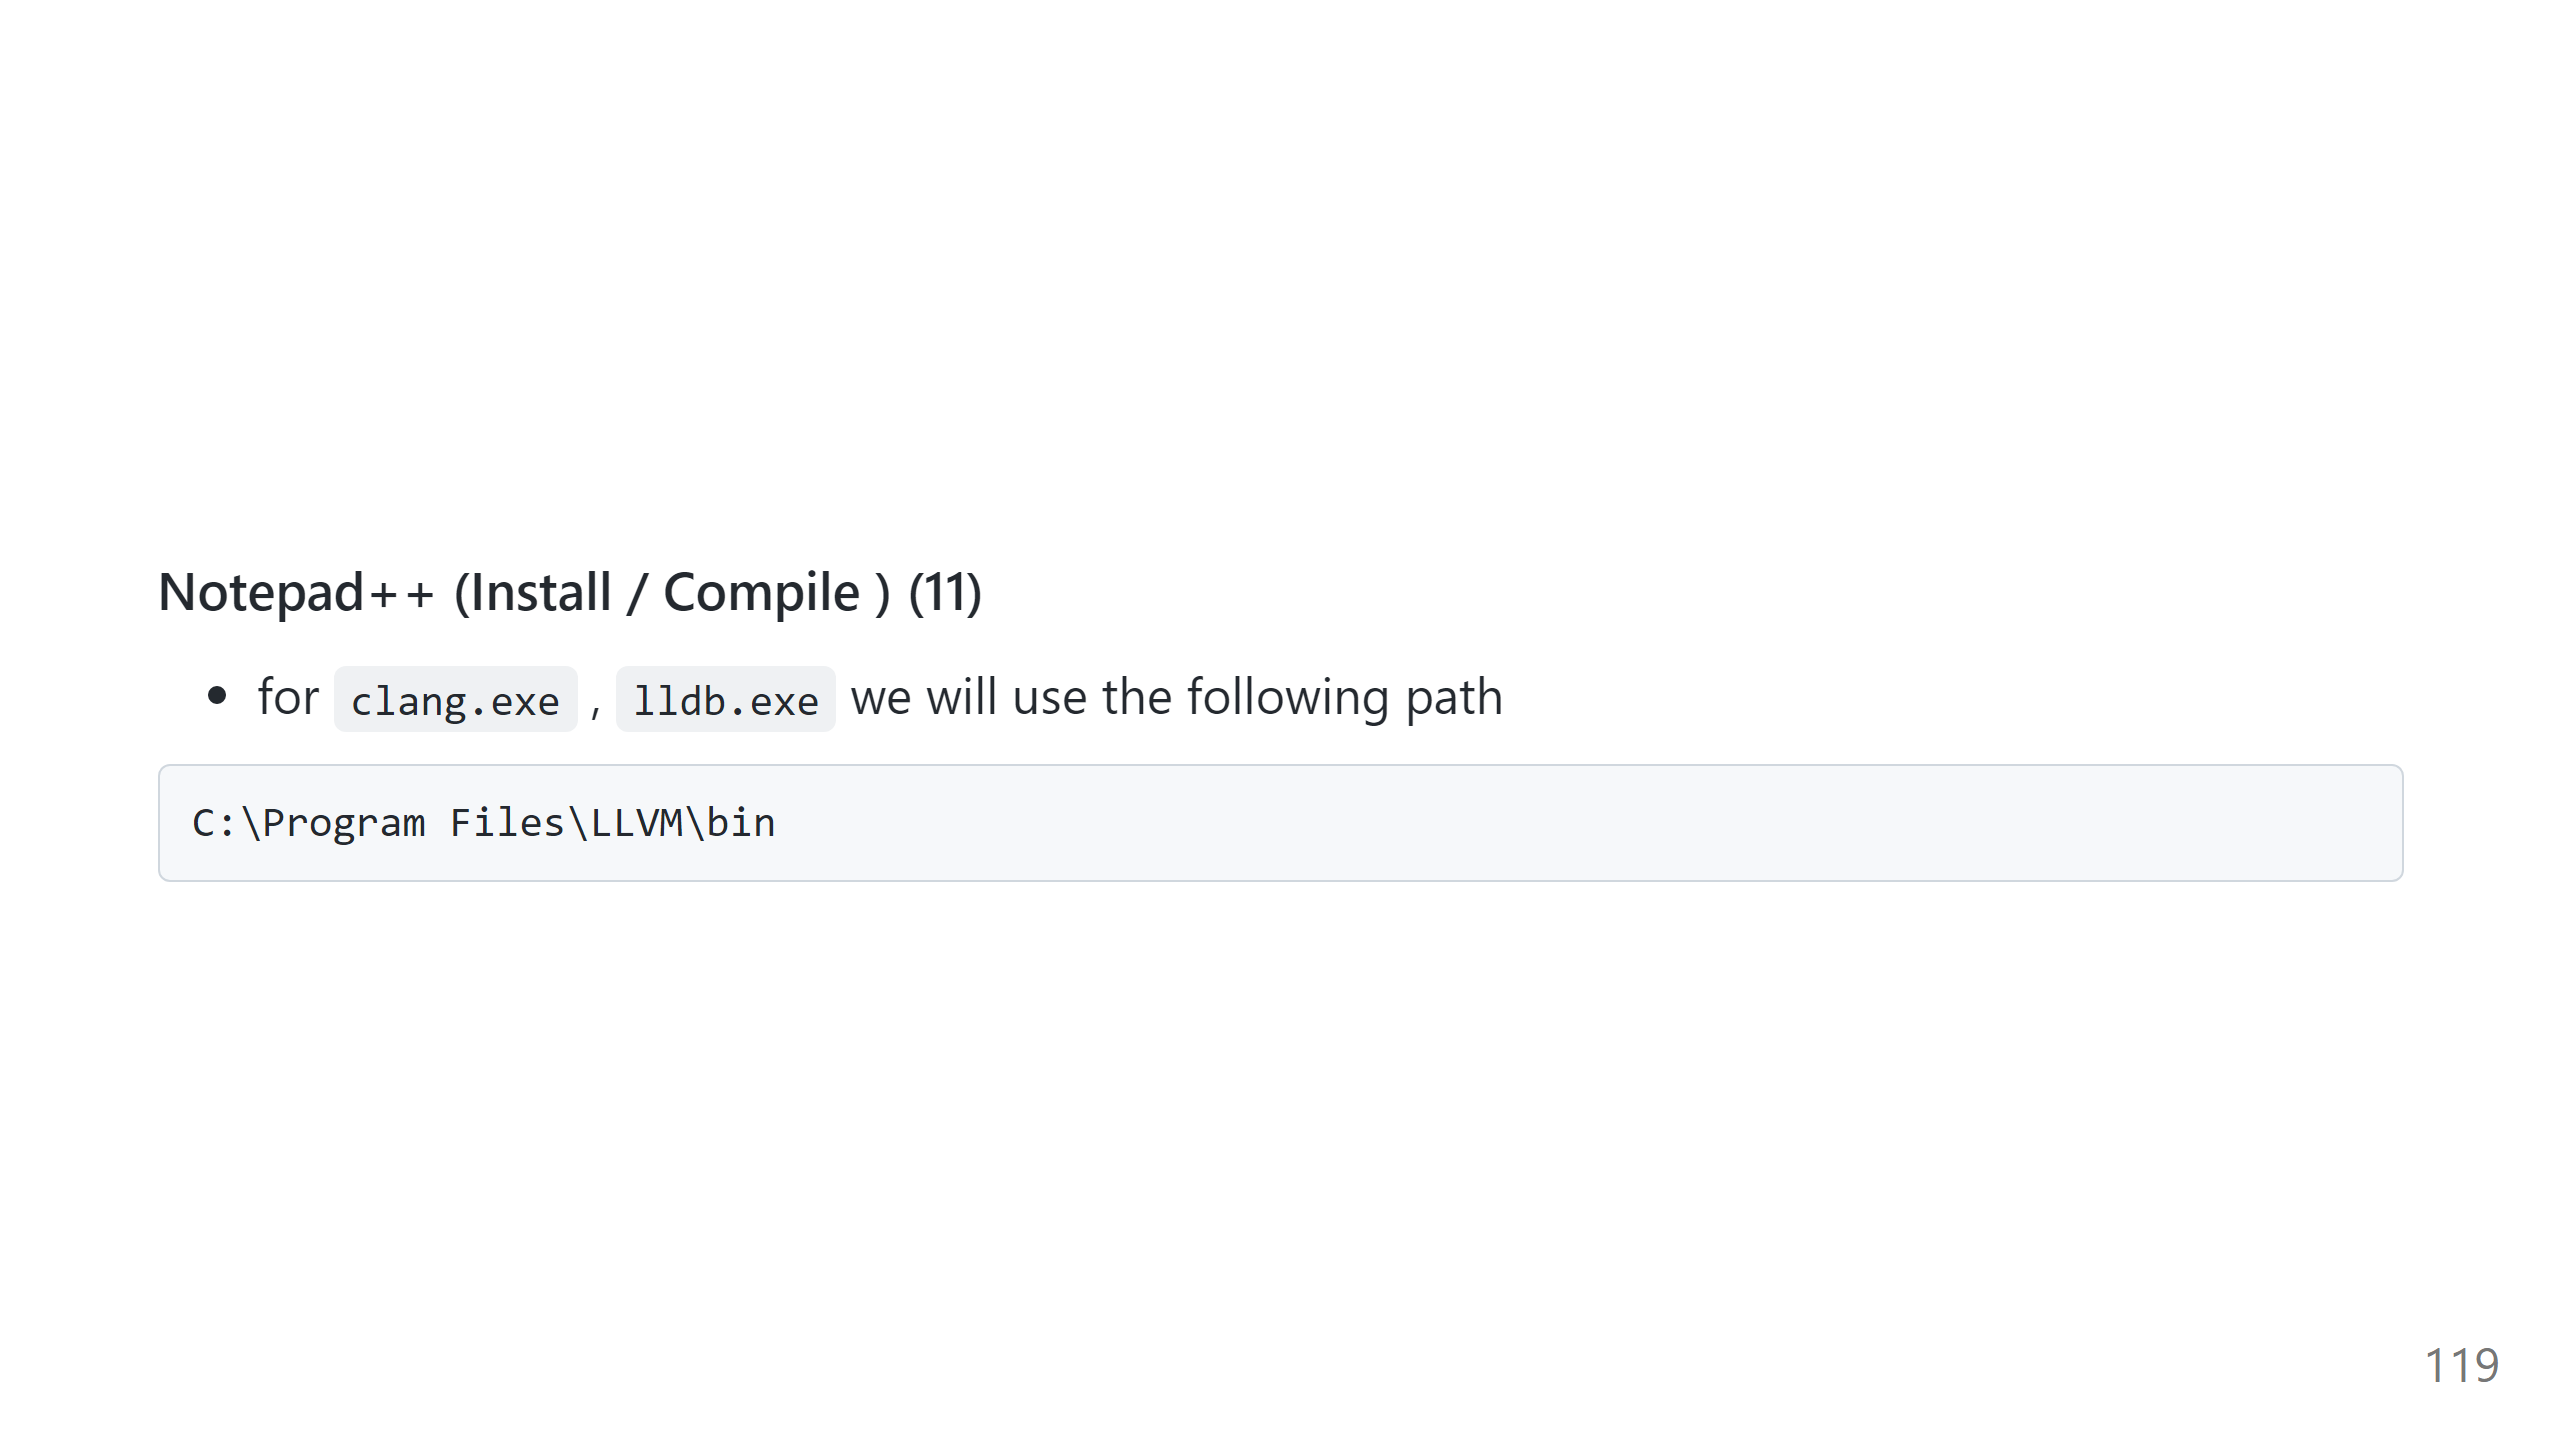 Notepad++ (Install / Compile ) (11)
• for clang.exe , lldb.exe we will use the following path
C:\Program Files\LLVM\bin
119